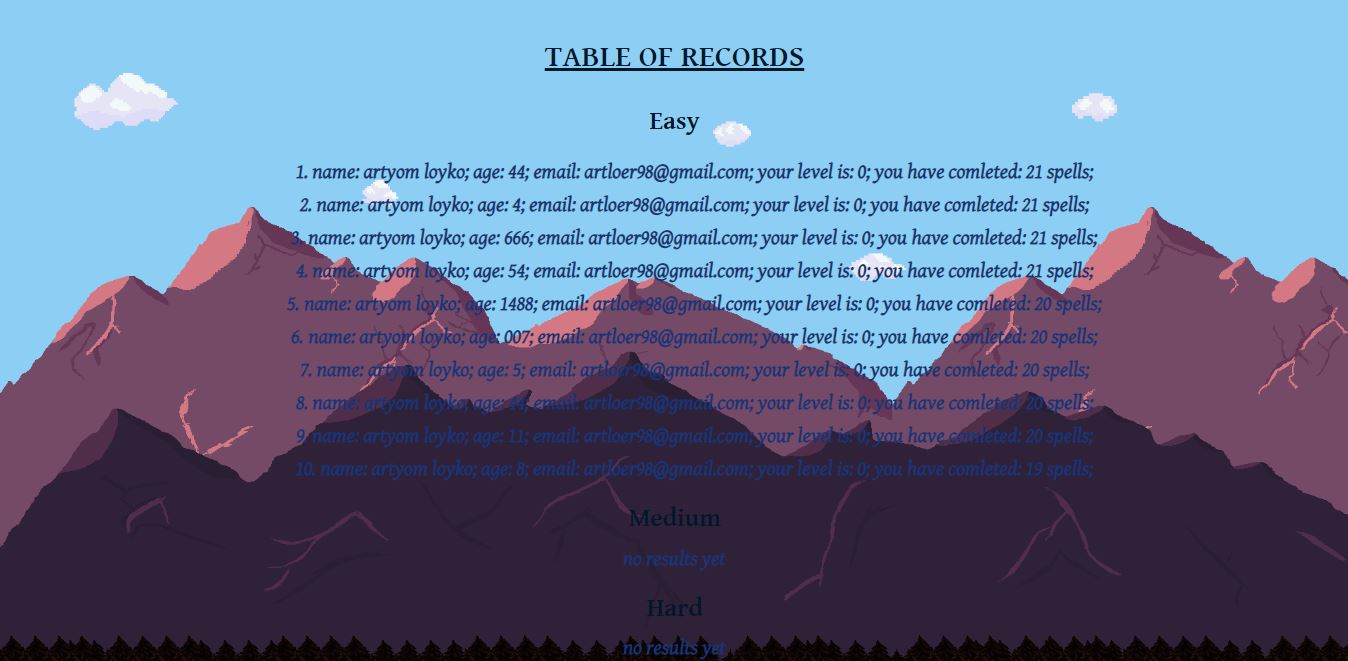 TABLE OF RECORDS
Easy
1. name: artyom loyko; age: 44; email: artloer98@gmail.com; your level is: 0; you have comleted: 21 spells;
2. name: artyom loyko; age: 4; email: artloer98@gmail.com; your level is: 0; you have comleted: 21 spells;
3. name: artyom loyko; age: 666; email: artloer98@gmail.com; your level is: 0; you have comleted: 21 spells;
4. name: artyom loyko; age: 54; email: artloer98@gmail.com; your level is: 0; you have comleted: 21 spells;
5. name: artyom loyko; age: 1488; email: artloer98@gmail.com; your level is: 0; you have comleted: 20 spells;
6. name: artyom loyko; age: 007; email: artloer98@gmail.com; your level is: 0; you have comleted: 20 spells;
7. name: artyom loyko; age: 5; email: artloer98@gmail.com; your level is: 0; you have comleted: 20 spells;
8. name: artyom loyko; age: 44; email: artloer98@gmail.com; your level is: 0; you have comleted: 20 spells;
9. name: artyom loyko; age: 11; email: artloer98@gmail.com; your level is: 0; you have comleted: 20 spells;
10. name: artyom loyko; age: 8; email: artloer98@gmail.com; your level is: 0; you have comleted: 19 spells;
Medium
no results yet
Hard
no results yet